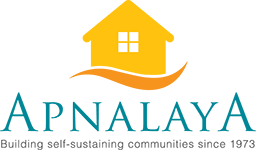 APNALAYA
Building self-sustaining communities since 1973